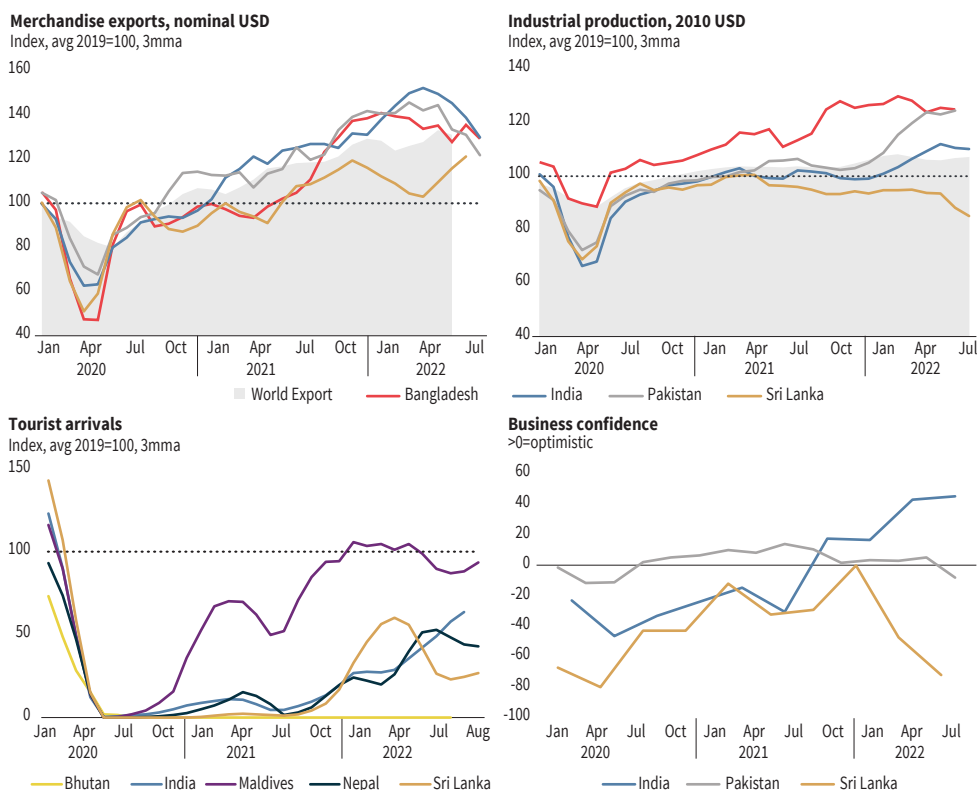 Merchandise exports, nominal USD
Index, avg 2019=100, 3mma
160
140
120
100
80
60
40
Jan Apr Jul Oct Jan Apr Jul Oct Jan Apr Jul
2020 2021 2022
Industrial production, 2010 USD
Index, avg 2019=100, 3mma
140
120
100
80
60
40
Jan Apr Jul Oct Jan Apr Jul Oct Jan Apr Jul
2020 2021 2022
World Export Bangladesh India Pakistan Sri Lanka
Tourist arrivals
Index, avg 2019=100, 3mma
150
100
50
0
Jan Apr Jul Oct Jan Apr Jul Oct Jan Apr Jul Aug
2020 2021 2022
Bhutan India Maldives Nepal Sri Lanka
Business confidence
>0=optimistic
60
40
20
0
-20
-40
-60
-80
-100
Jan Apr Jul Oct Jan Apr Jul Oct Jan Apr Jul
2020 2021 2022
India Pakistan Sri Lanka